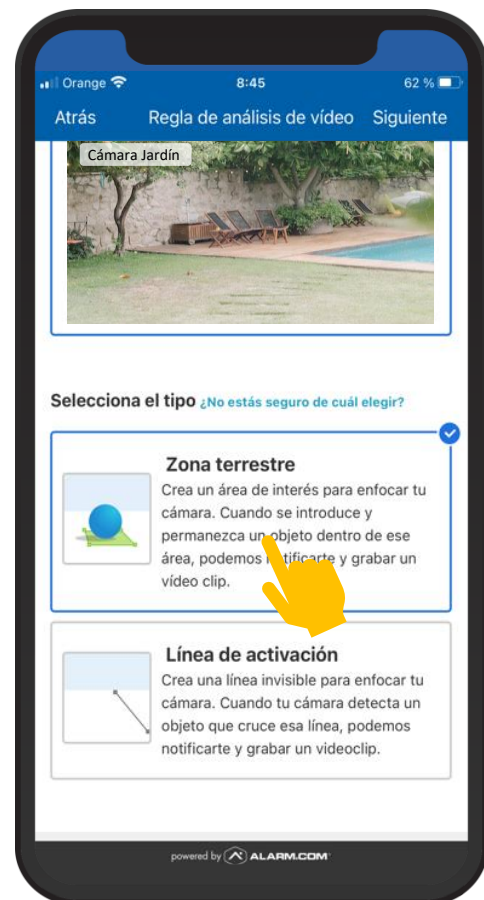 Orange 8:45 62 %
Atrás Regla de análisis de vídeo Siguiente
Cámara Jardín
Selecciona el tipo ¿No estás seguro de cuál elegir?
Zona terrestre
Crea un área de interés para enfocar tu
cámara. Cuando se introduce y
permanezca un objeto dentro de ese
área, podemos notificarte y grabar un
vídeo clip.
Línea de activación
Crea una línea invisible para enfocar tu
cámara. Cuando tu cámara detecta un
objeto que cruce esa línea, podemos
notificarte y grabar un videoclip.
powered by ALARM.COM